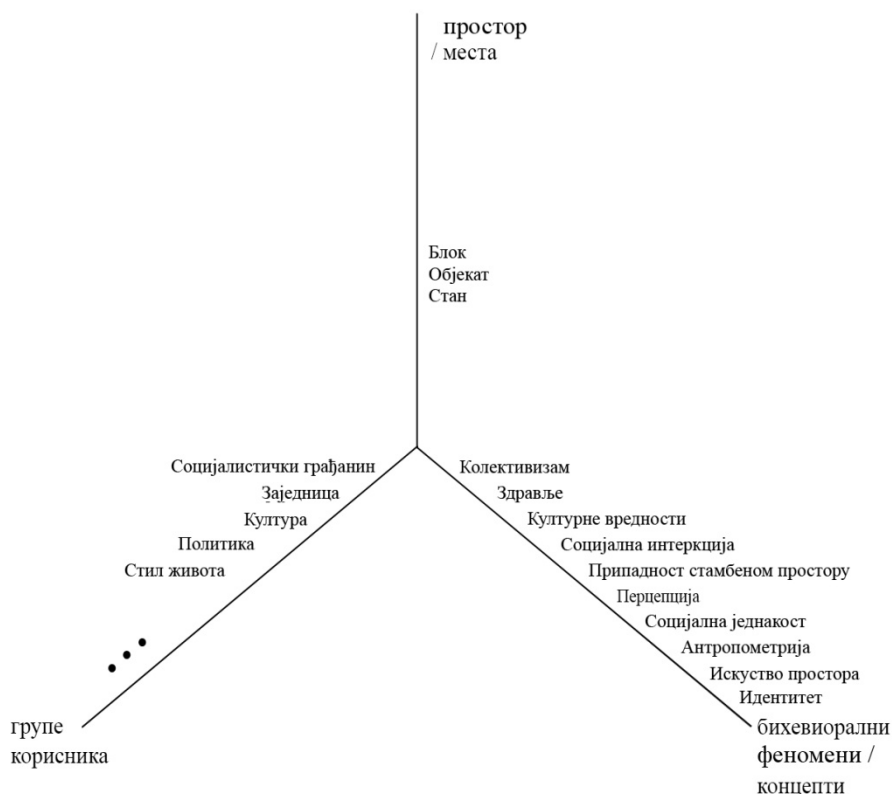 простор
/ места
Блок
Објекат
Стан
Социјалистички грађанин
Заједница
Култура
Политика
Стил живота
групе
корисника
Колективизам
Здравље
Културне вредности
Социјална интеркција
Припадност стамбеном простору
Перцепција
Социјална једнакост
Антропометрија
Искуство простора
Идентитет
бихевиорални
феномени /
концепти